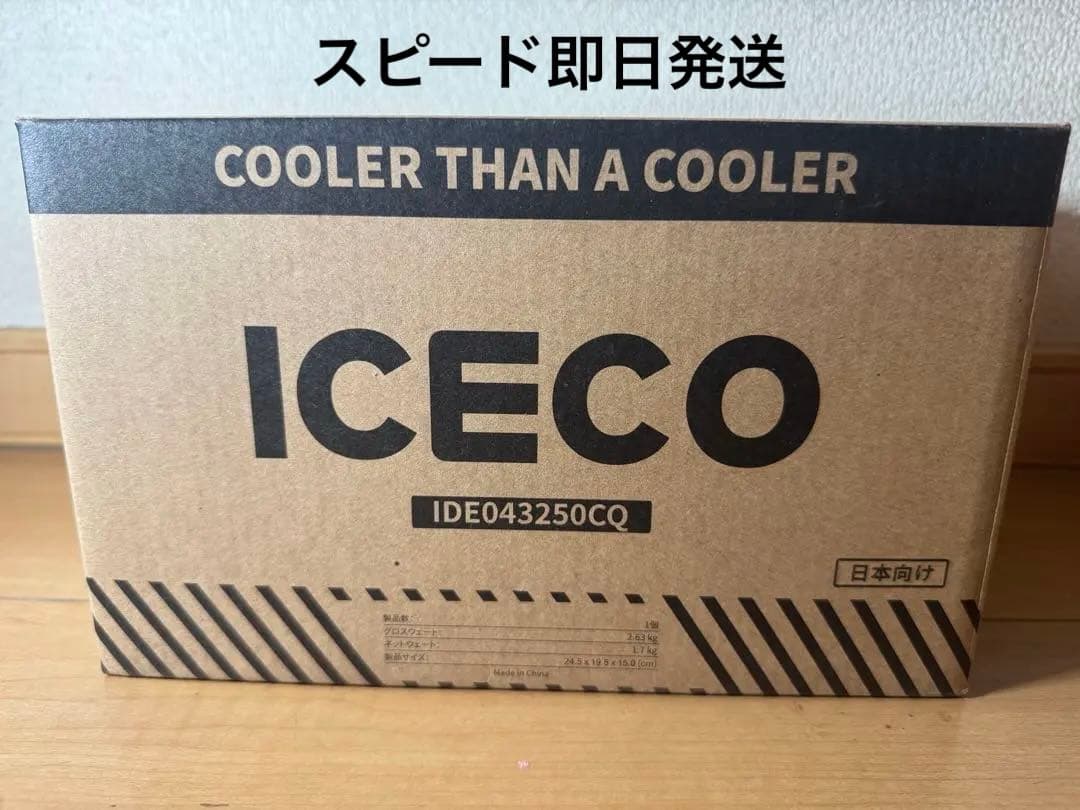 スピード即日発送
COOLER THAN A COOLER
ICECO
IDE043250CQ
日本向け
製品数: 1個
グロスウェート: 2.63 kg
ネットウェート: 1.7 kg
製品サイズ: 24.5 x 19.5 x 15.0 (cm)
Made in China